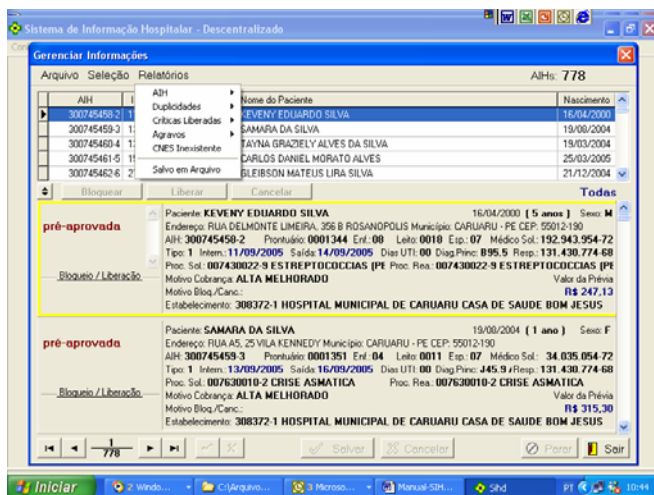 Sistema de Informação Hospitalar - Descentralizado
Gerenciar Informações
Arquivo Seleção Relatórios AIHs: 778
AIH Nome do Paciente Nascimento
300745458-2 KEVENY EDUARDO SILVA 16/04/2000
300745459-3 SAMARA DA SILVA 19/08/2004
300745460-4 TAYNA GRAZIELY ALVES DA SILVA 19/03/2004
300745461-5 CARLOS DANIEL MORATO ALVES 25/03/2005
300745462-6 GLEIBSON MATEUS LIRA SILVA 21/12/2004
AIH
Duplicidades
Críticas Liberadas
Agravos
CNES Inexistente
Salvo em Arquivo
Bloquear Liberar Cancelar Todas
pré-aprovada
Bloqueio / Liberação
Paciente: KEVENY EDUARDO SILVA 16/04/2000 ( 5 anos ) Sexo: M
Endereço: RUA DELMONTE LIMEIRA, 356 B ROSANOPOLIS Município: CARUARU - PE CEP: 55012-190
AIH: 300745458-2 Prontuário: 0001344 Enf.: 08 Leito: 0018 Esp.: 07 Médico Sol.: 192.943.954-72
Tipo: 1 Intern.: 11/09/2005 Saída: 14/09/2005 Dias UTI: 00 Diag.Princ: B95.5 Resp.: 131.430.774-68
Proc. Sol.: 007430022-9 ESTREPTOCOCCIAS (PE Proc. Rea.: 007430022-9 ESTREPTOCOCCIAS (PE
Motivo Cobrança: ALTA MELHORADO Valor da Prévia
Motivo Bloq./Canc.: R$ 247,13
Estabelecimento: 308372-1 HOSPITAL MUNICIPAL DE CARUARU CASA DE SAUDE BOM JESUS
pré-aprovada
Bloqueio / Liberação
Paciente: SAMARA DA SILVA 19/08/2004 ( 1 ano ) Sexo: F
Endereço: RUA A5, 25 VILA KENNEDY Município: CARUARU - PE CEP: 55012-190
AIH: 300745459-3 Prontuário: 0001351 Enf.: 04 Leito: 0011 Esp.: 07 Médico Sol.: 34.035.054-72
Tipo: 1 Intern.: 13/09/2005 Saída: 16/09/2005 Dias UTI: 00 Diag.Princ: J45.9 Resp.: 131.430.774-68
Proc. Sol.: 007630010-2 CRISE ASMATICA Proc. Rea.: 007630010-2 CRISE ASMATICA
Motivo Cobrança: ALTA MELHORADO Valor da Prévia
Motivo Bloq./Canc.: R$ 315,30
Estabelecimento: 308372-1 HOSPITAL MUNICIPAL DE CARUARU CASA DE SAUDE BOM JESUS
1
778
Salvar Cancelar Parar Sair
Iniciar 2 Windo... C:\Arquivo... 3 Microso... Manual-SIH... Sihd PT 10:44